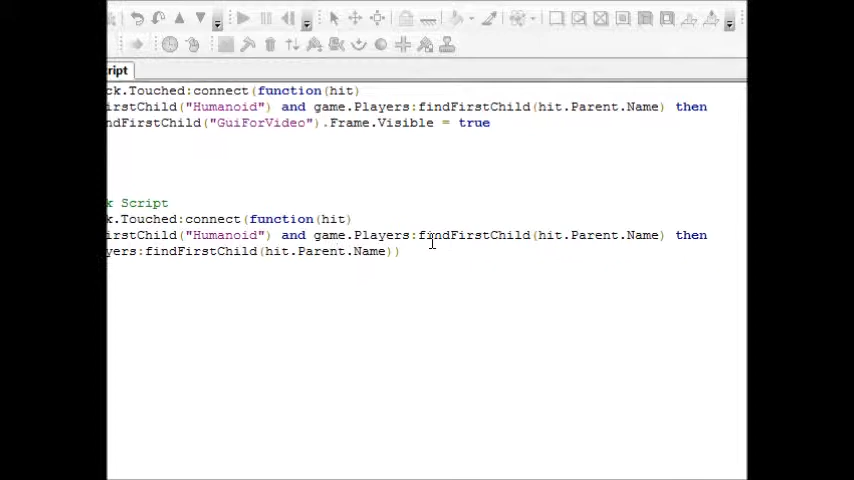 ript
ck.Touched:connect(function(hit)
irstChild("Humanoid") and game.Players:findFirstChild(hit.Parent.Name) then
ndFirstChild("GuiForVideo").Frame.Visible = true
k Script
k.Touched:connect(function(hit)
irstChild("Humanoid") and game.Players:findFirstChild(hit.Parent.Name) then
yers:findFirstChild(hit.Parent.Name))